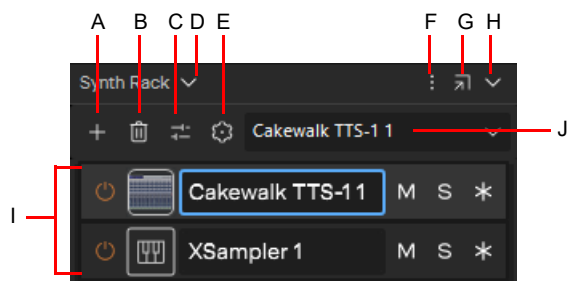 A B C D E F G H
Synth Rack
Cakewalk TTS-1 1 J
I
Cakewalk TTS-1 1 M S
XSampler 1 M S